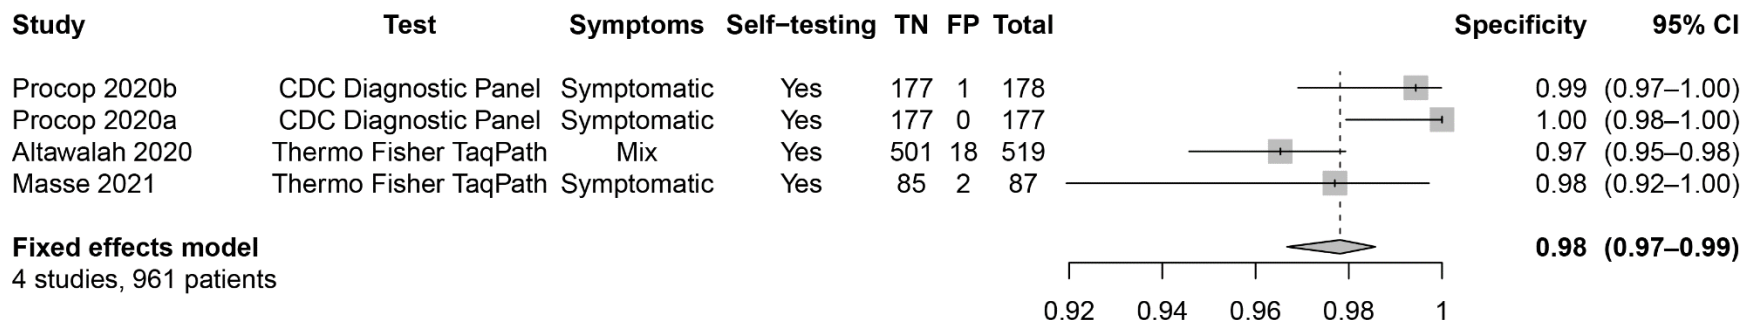 Study Test Symptoms Self−testing TN FP Total Specificity 95% CI
Procop 2020b CDC Diagnostic Panel Symptomatic Yes 177 1 178 0.99 (0.97–1.00)
Procop 2020a CDC Diagnostic Panel Symptomatic Yes 177 0 177 1.00 (0.98–1.00)
Altawalah 2020 Thermo Fisher TaqPath Mix Yes 501 18 519 0.97 (0.95–0.98)
Masse 2021 Thermo Fisher TaqPath Symptomatic Yes 85 2 87 0.98 (0.92–1.00)
Fixed effects model 0.98 (0.97–0.99)
4 studies, 961 patients
0.92 0.94 0.96 0.98 1